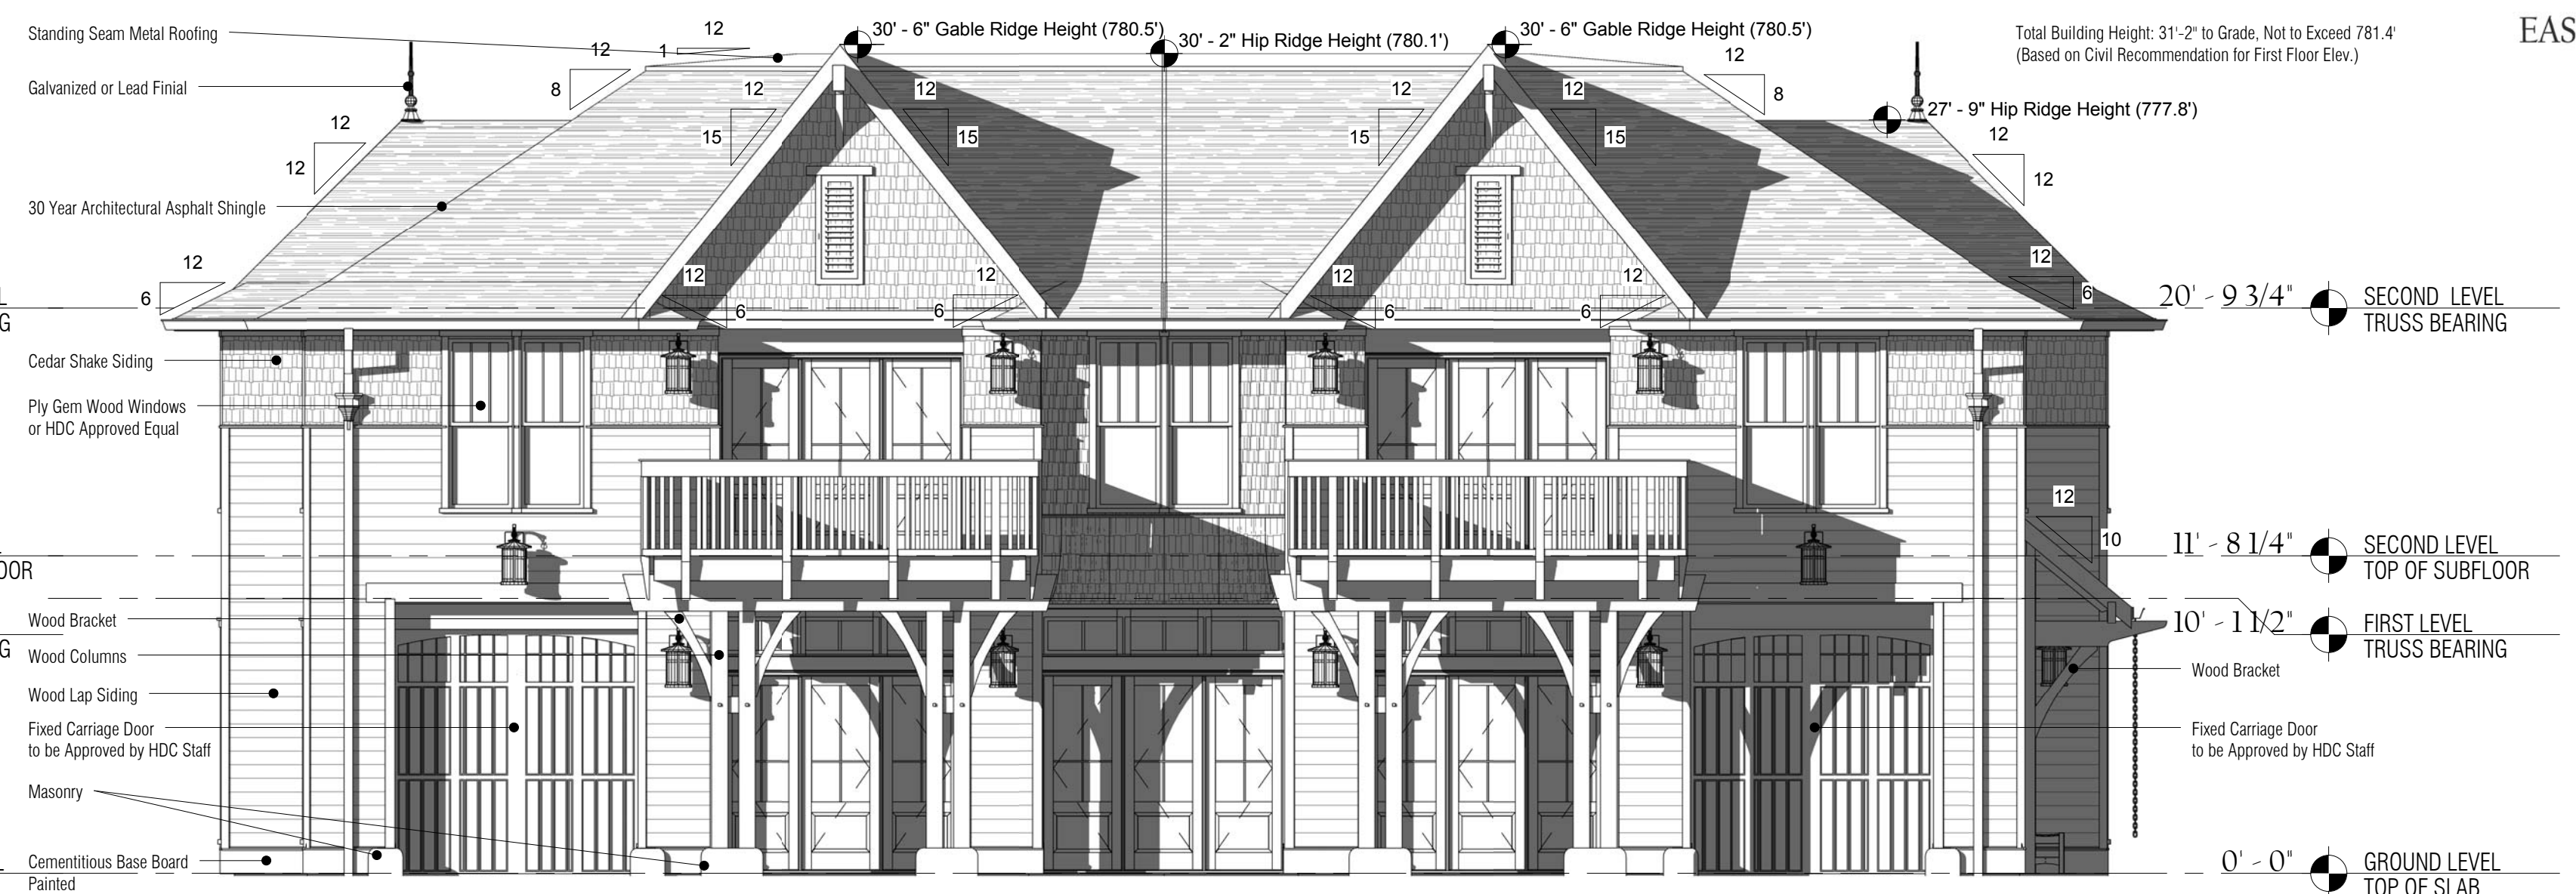 Standing Seam Metal Roofing
Galvanized or Lead Finial
30 Year Architectural Asphalt Shingle
Cedar Shake Siding
Ply Gem Wood Windows
or HDC Approved Equal
Wood Bracket
Wood Columns
Wood Lap Siding
Fixed Carriage Door
to be Approved by HDC Staff
Masonry
Cementitious Base Board
Painted
G
OOR
G
12
1
12
8
12
12
12
6
30' - 6" Gable Ridge Height (780.5')
30' - 2" Hip Ridge Height (780.1')
30' - 6" Gable Ridge Height (780.5')
12
15
12
15
12
6
12
6
12
15
12
15
12
6
12
6
12
8
27' - 9" Hip Ridge Height (777.8')
12
12
12
6
12
10
Total Building Height: 31'-2" to Grade, Not to Exceed 781.4'
(Based on Civil Recommendation for First Floor Elev.)
EAS
20' - 9 3/4"
SECOND LEVEL
TRUSS BEARING
11' - 8 1/4"
SECOND LEVEL
TOP OF SUBFLOOR
10' - 1 1/2"
FIRST LEVEL
TRUSS BEARING
Wood Bracket
Fixed Carriage Door
to be Approved by HDC Staff
0' - 0"
GROUND LEVEL
TOP OF SLAB